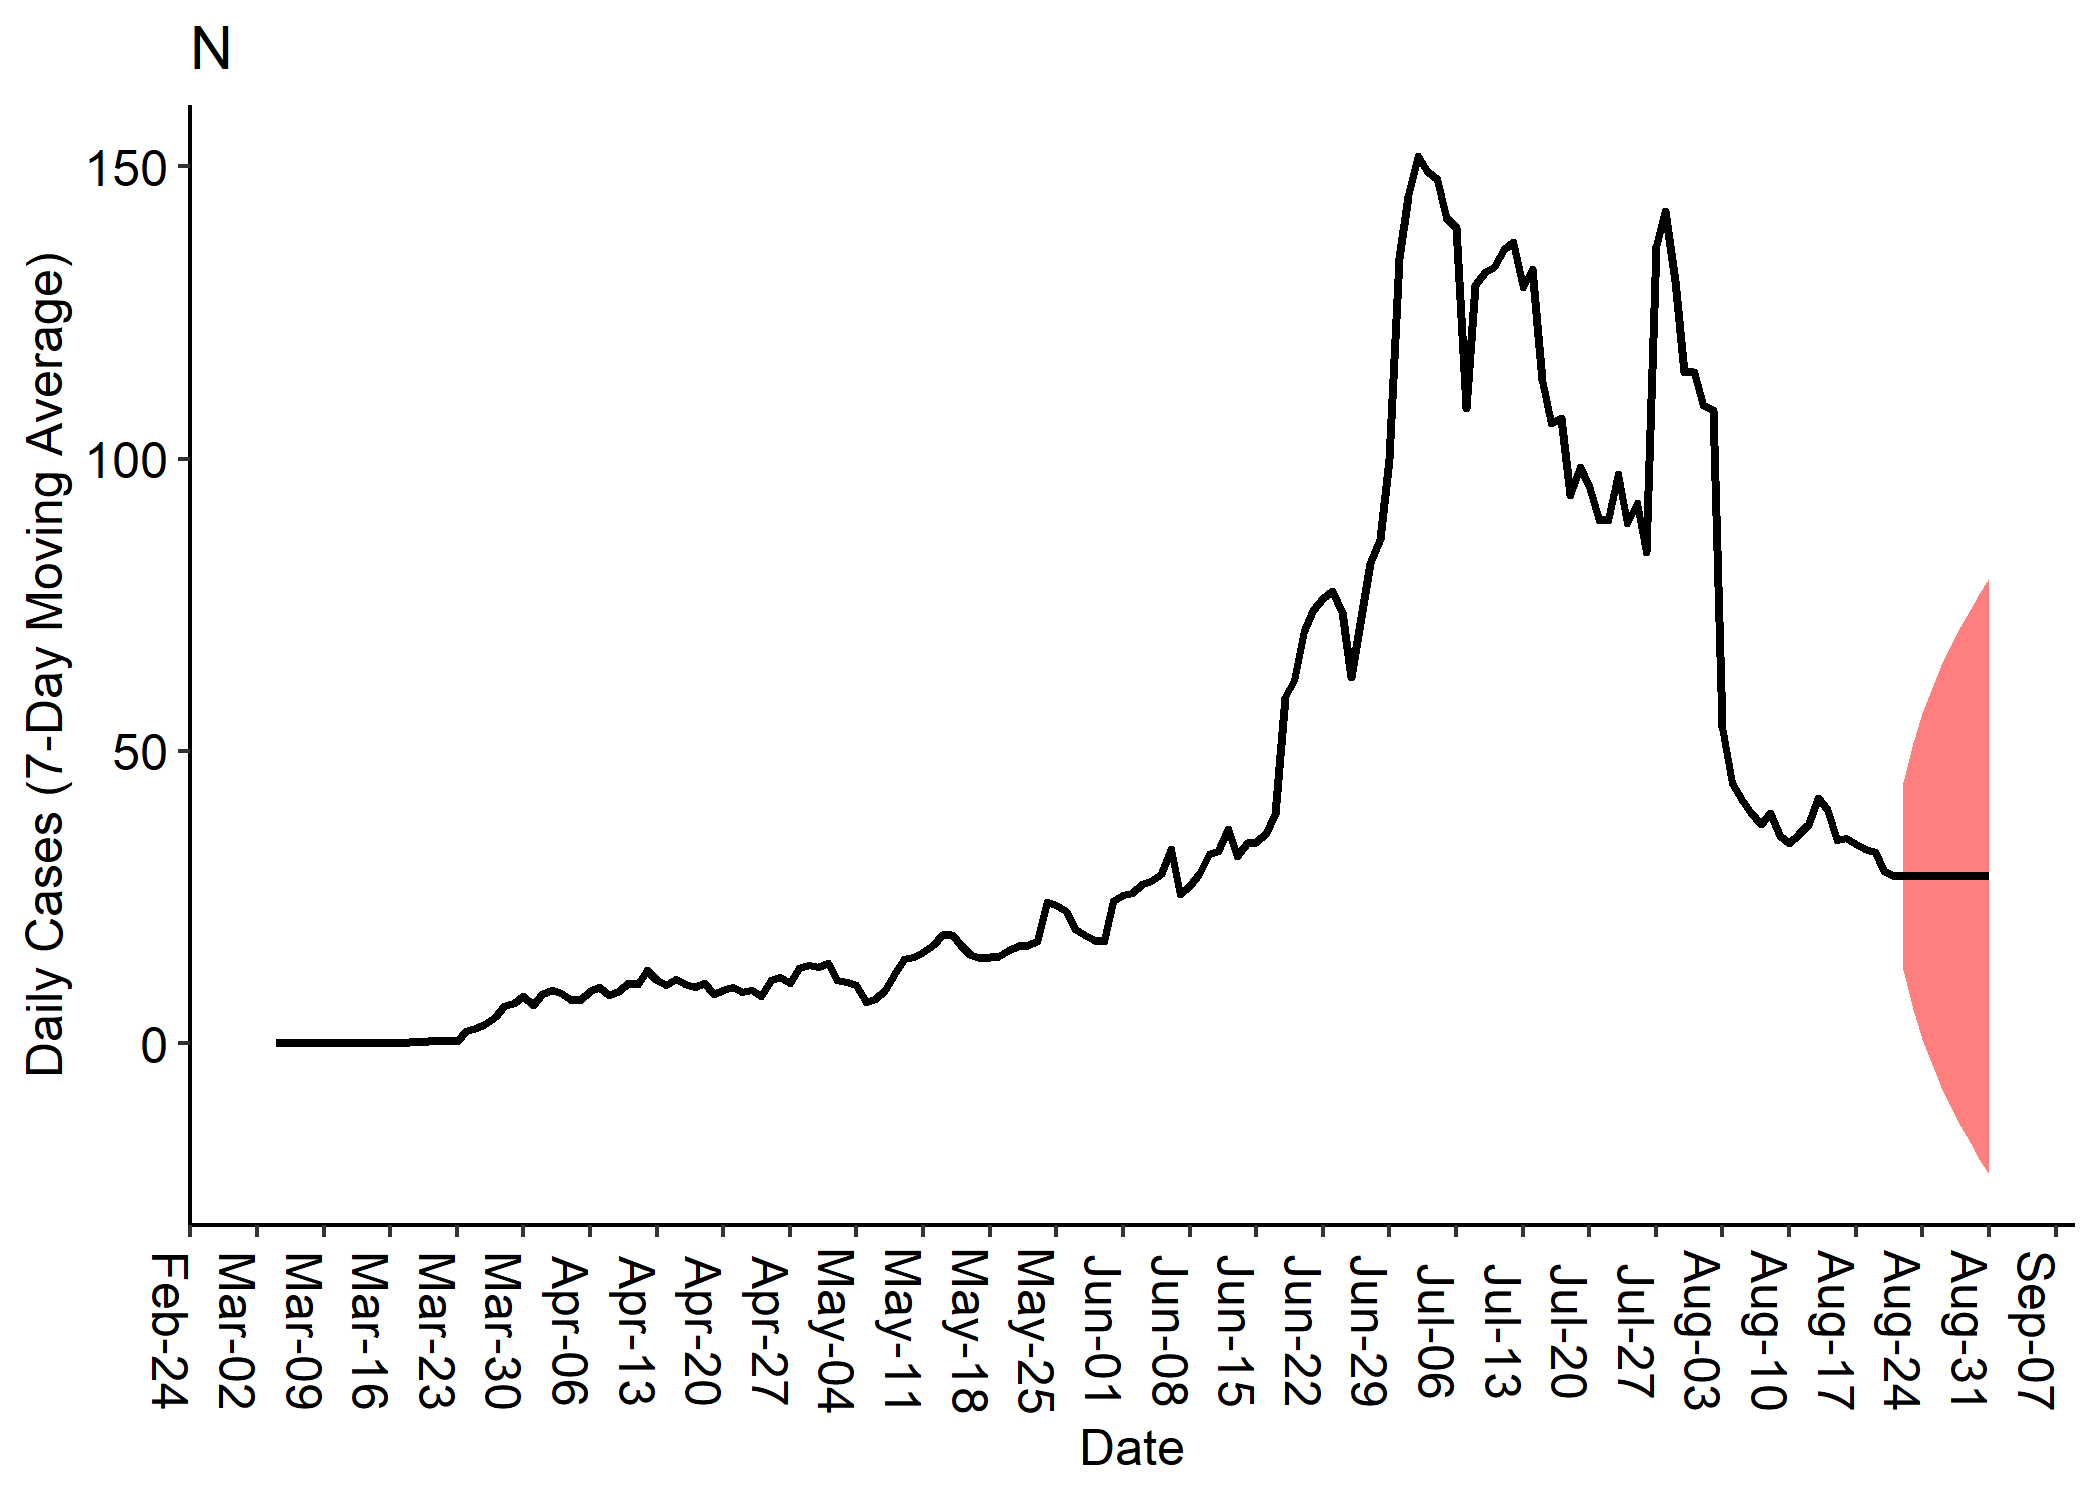 N
Daily Cases (7-Day Moving Average)
150
100
50
0
Feb-24
Mar-02
Mar-09
Mar-16
Mar-23
Mar-30
Apr-06
Apr-13
Apr-20
Apr-27
May-04
May-11
May-18
May-25
Jun-01
Jun-08
Jun-15
Jun-22
Jun-29
Jul-06
Jul-13
Jul-20
Jul-27
Aug-03
Aug-10
Aug-17
Aug-24
Aug-31
Sep-07
Date